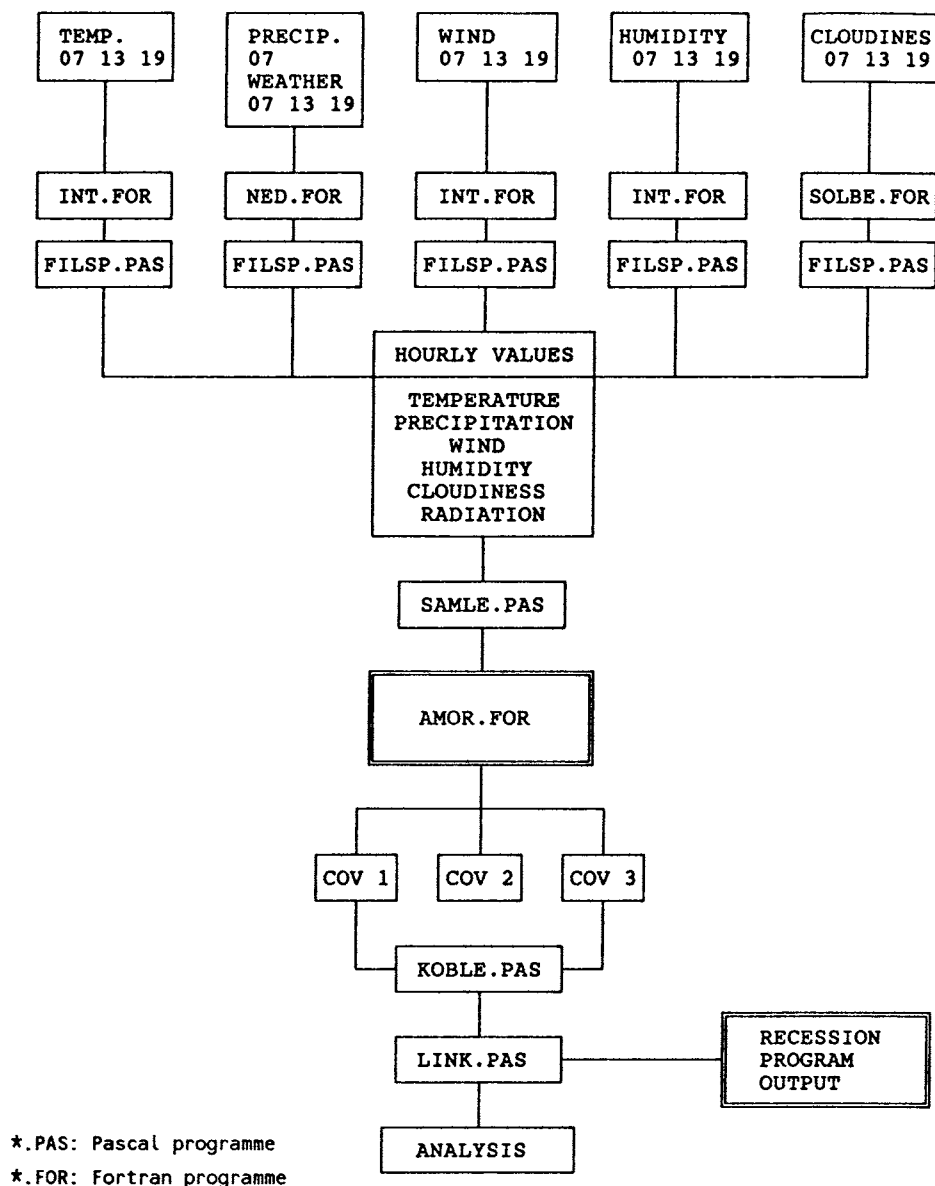 TEMP.
07 13 19
PRECIP.
07
WEATHER
07 13 19
WIND
07 13 19
HUMIDITY
07 13 19
CLOUDINES
07 13 19
INT.FOR
NED.FOR
INT.FOR
INT.FOR
SOLBE.FOR
FILSP.PAS
FILSP.PAS
FILSP.PAS
FILSP.PAS
FILSP.PAS
HOURLY VALUES
TEMPERATURE
PRECIPITATION
WIND
HUMIDITY
CLOUDINESS
RADIATION
SAMLE.PAS
AMOR.FOR
COV 1
COV 2
COV 3
KOBLE.PAS
LINK.PAS
RECESSION
PROGRAM
OUTPUT
ANALYSIS
*.PAS: Pascal programme
*.FOR: Fortran programme